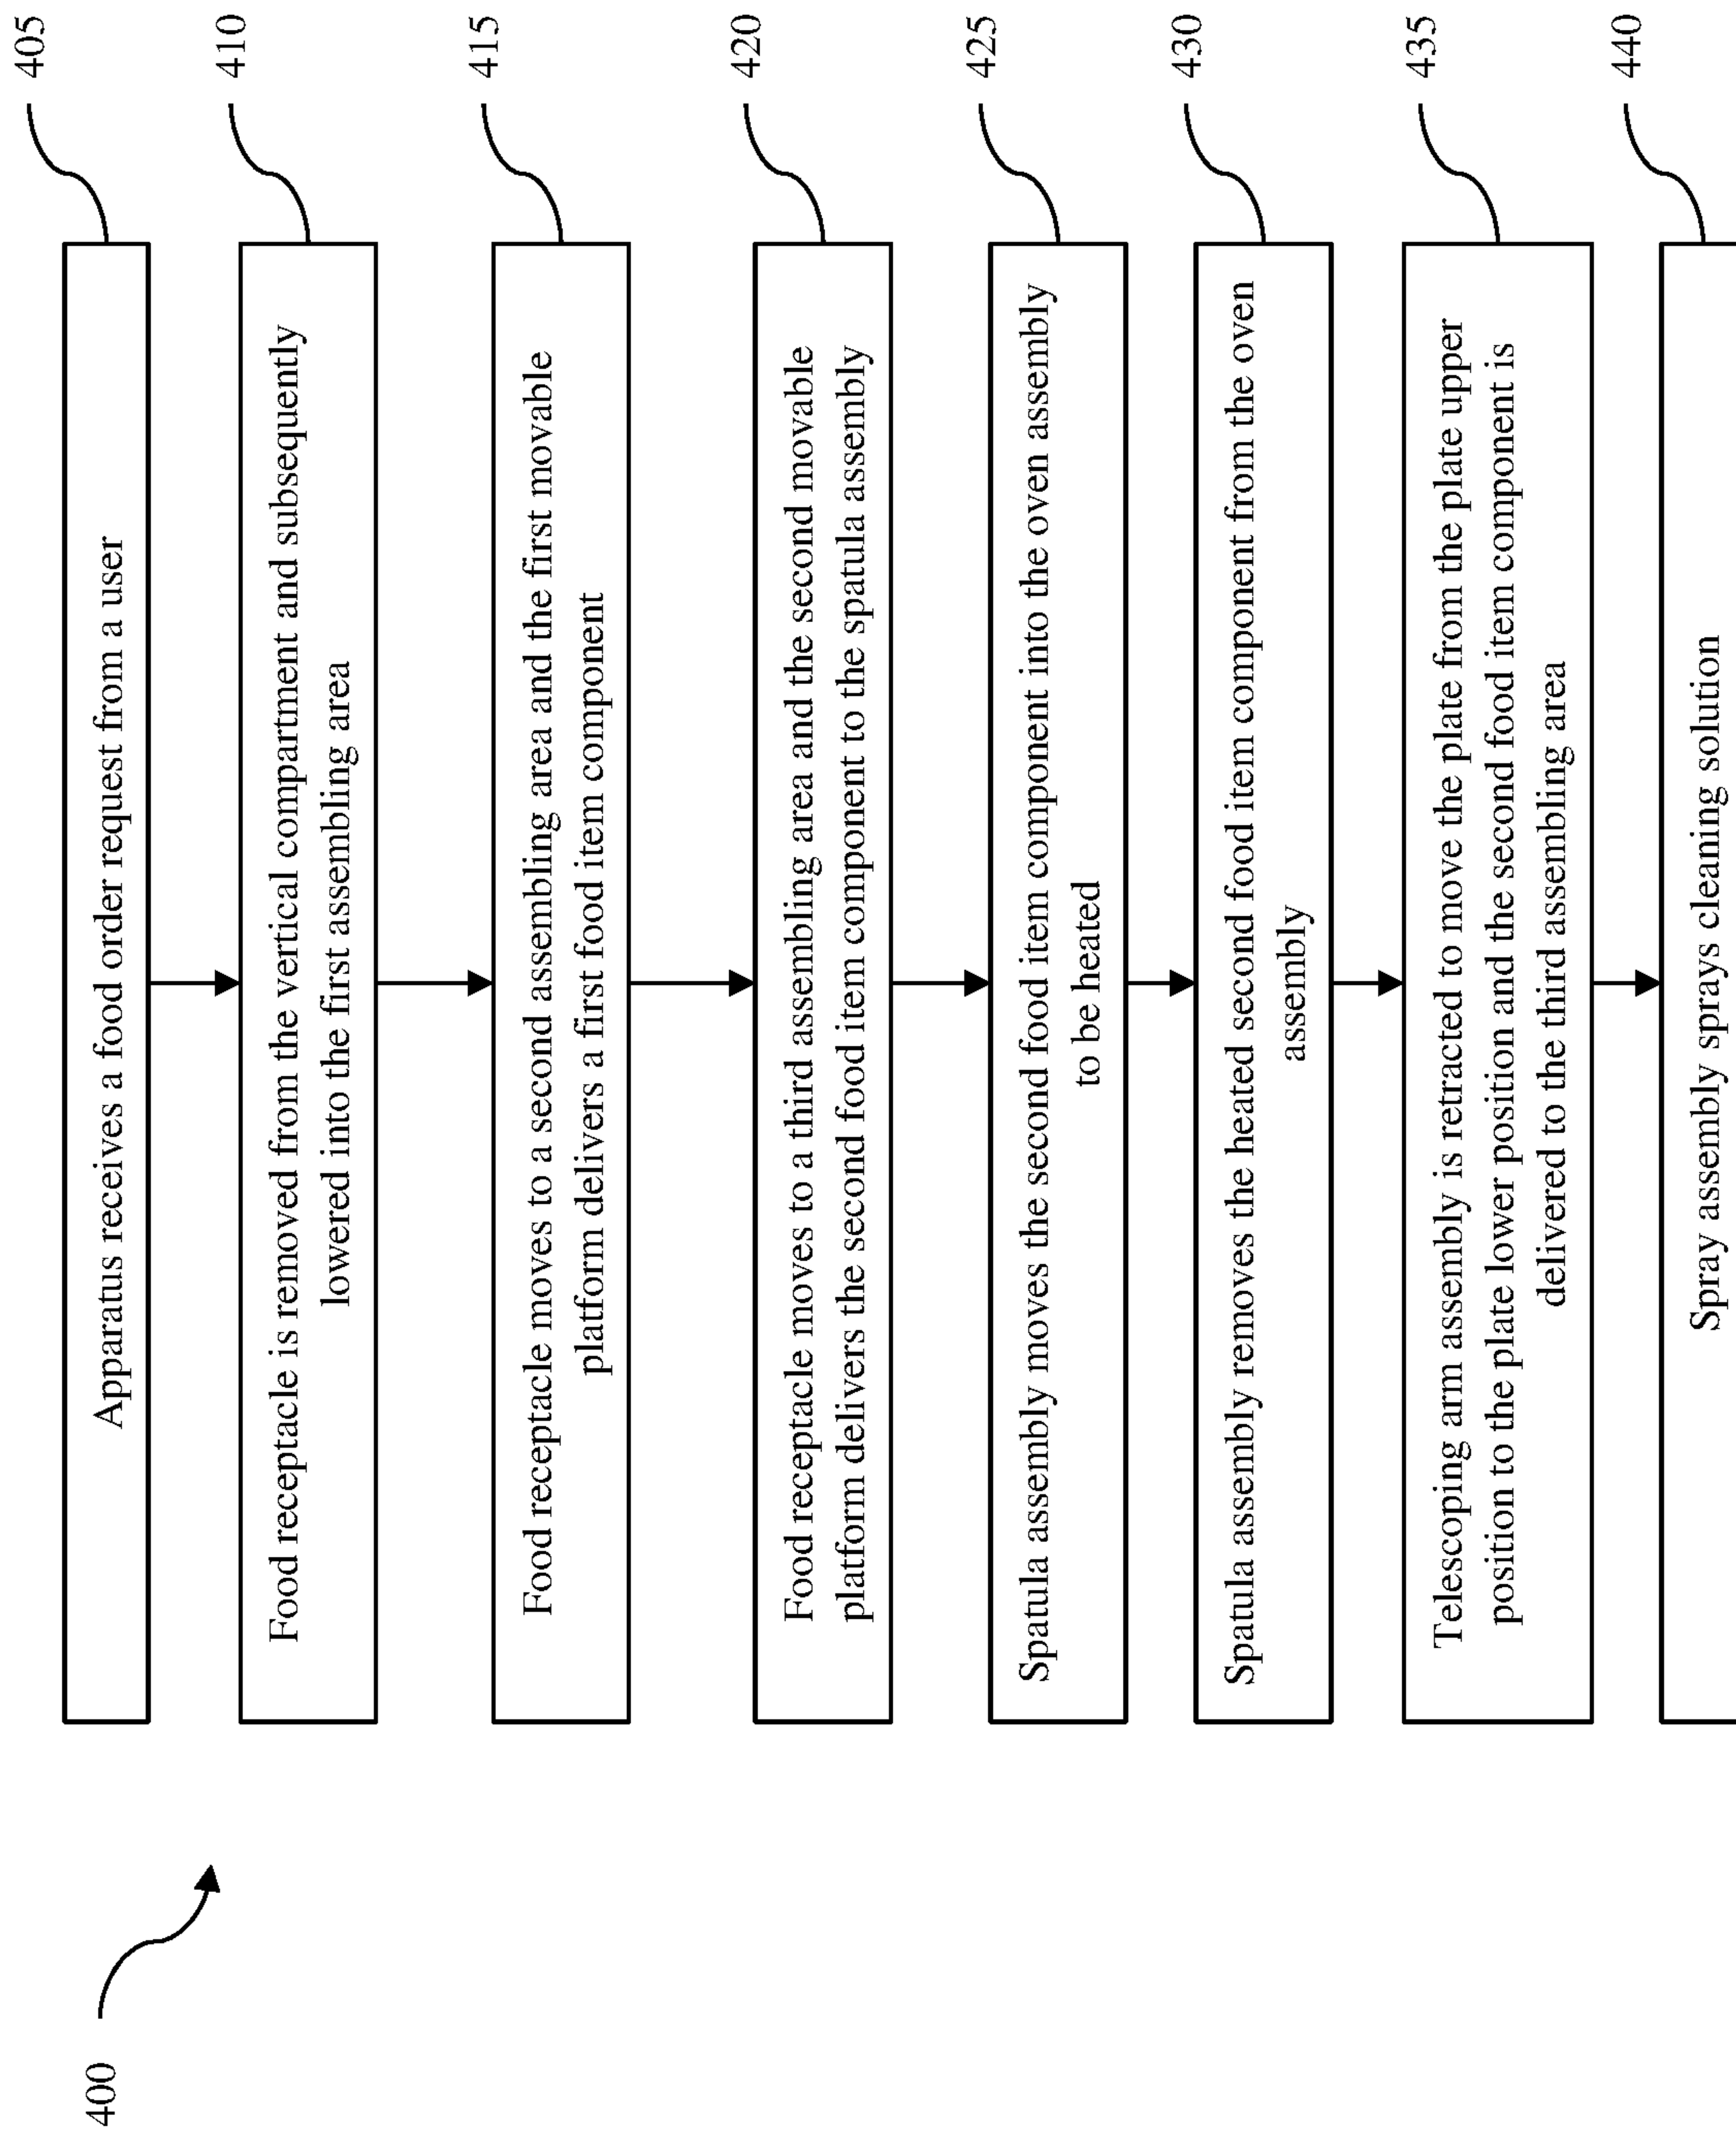 400
405
Apparatus receives a food order request from a user
410
Food receptacle is removed from the vertical compartment and subsequently
lowered into the first assembling area
415
Food receptacle moves to a second assembling area and the first movable
platform delivers a first food item component
420
Food receptacle moves to a third assembling area and the second movable
platform delivers the second food item component to the spatula assembly
425
Spatula assembly moves the second food item component into the oven assembly
to be heated
430
Spatula assembly removes the heated second food item component from the oven
assembly
435
Telescoping arm assembly is retracted to move the plate from the plate upper
position to the plate lower position and the second food item component is
delivered to the third assembling area
440
Spray assembly sprays cleaning solution